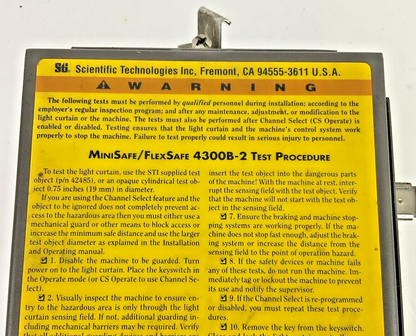 STI Scientific Technologies Inc, Fremont, CA 94555-3611 U.S.A.
WARNING
The following tests must be performed by qualified personnel during installation; according to the
employer's regular inspection program; and after any maintenance, adjustment, or modification to the
light curtain or the machine. The tests must also be performed after Channel Select (CS Operate) is
enabled or disabled. Testing ensures that the light curtain and the machine's control system work
properly to stop the machine. Failure to test properly could result in serious injury to personnel.
MINISAFE/FLEXSAFE 4300B-2 TEST PROCEDURE
To test the light curtain, use the STI supplied test
object (p/n 42485), or an opaque cylindrical test ob-
ject 0.75 inches (19 mm) in diameter.
If you are using the Channel Select feature and the
object to be ignored does not completely prevent ac-
cess to the hazardous area then you must either use a
mechanical guard or other means to block access or
increase the minimum safe distance and use the larger
test object diameter as explained in the Installation
and Operating manual.
☑ 1. Disable the machine to be guarded. Turn
power on to the light curtain. Place the keyswitch in
the Operate mode (or CS Operate to use Channel Se-
lect).
☑ 2. Visually inspect the machine to ensure en-
try to the hazardous area is only through the light
curtain sensing field. If not, additional guarding in-
cluding mechanical barriers may be required. Verify
insert the test object into the dangerous parts
of the machine! With the machine at rest, inter-
rupt the sensing field with the test object. Verify
that the machine will not start with the test ob-
ject in the sensing field.
☑ 7. Ensure the braking and machine stop-
ping systems are working properly. If the ma-
chine does not stop fast enough, adjust the brak-
ing system or increase the distance from the
sensing field to the point of operation hazard.
☑ 8. If the safety devices or machine fails
any of these tests, do not run the machine. Im-
mediately tag or lockout the machine to prevent
its use and notify the supervisor.
☑ 9. If the Channel Select is re-programmed
or disabled, you must repeat these test proce-
dures.
☑ 10. Remove the key from the keyswitch.